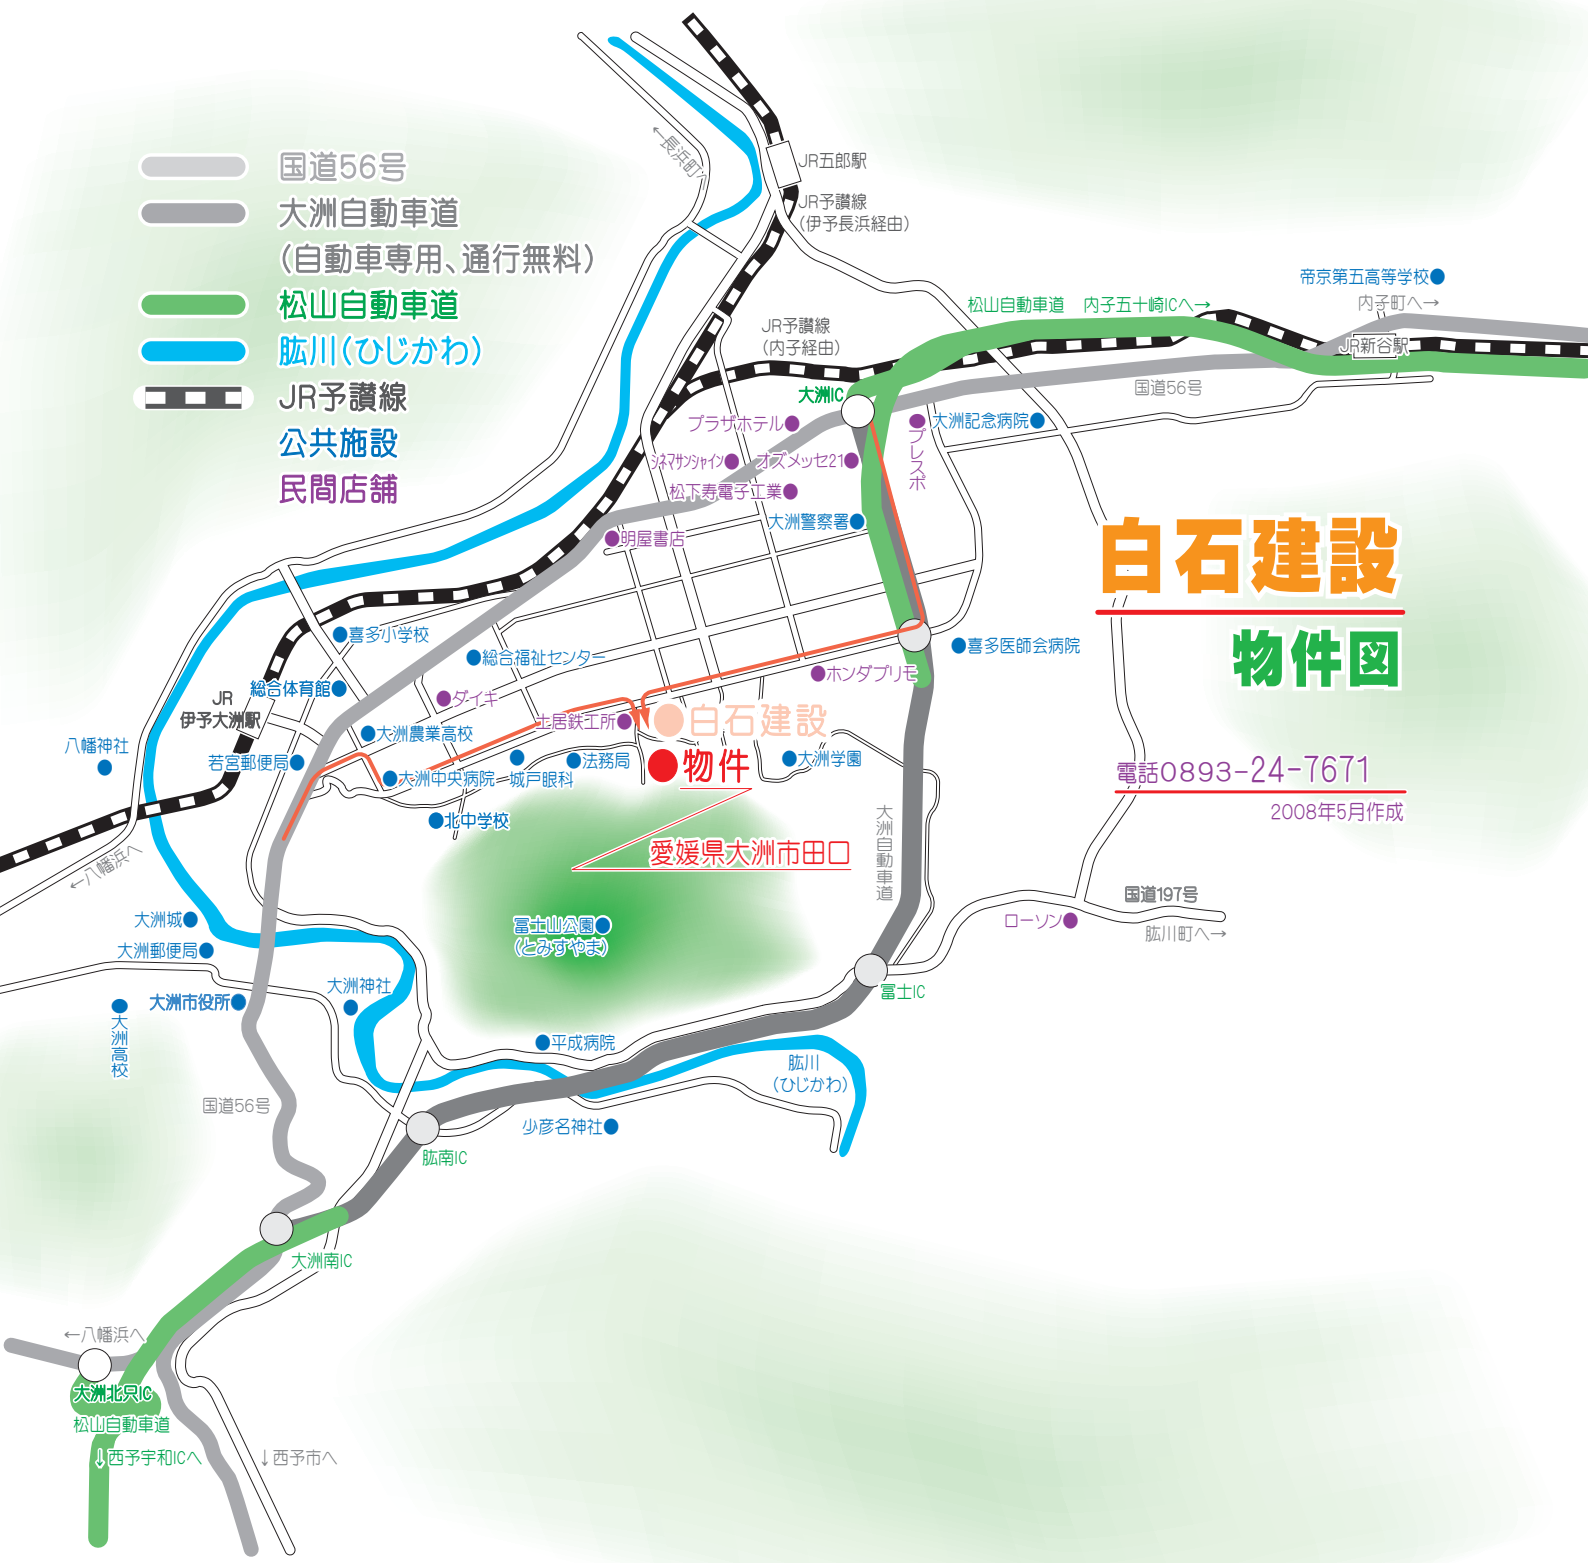 国道56号
大洲自動車道
(自動車専用、通行無料)
松山自動車道
肱川(ひじかわ)
JR予讃線
公共施設
民間店舗
←長浜町へ
JR五郎駅
JR予讃線
(伊予長浜経由)
帝京第五高等学校
松山自動車道 内子五十崎ICへ→
内子町へ→
JR予讃線
(内子経由)
JR新谷駅
国道56号
大洲IC
プラザホテル
プレスポ
大洲記念病院
シネマサンシャイン
オズメッセ21
松下寿電子工業
大洲警察署
明屋書店
白石建設
物件図
喜多小学校
総合福祉センター
喜多医師会病院
ホンダプリモ
総合体育館
ダイキ
JR
伊予大洲駅
土居鉄工所
白石建設
大洲農業高校
八幡神社
若宮郵便局
大洲中央病院
城戸眼科
法務局
物件
大洲学園
電話0893-24-7671
2008年5月作成
北中学校
大洲自動車道
愛媛県大洲市田口
←八幡浜へ
国道197号
大洲城
冨士山公園
(とみすやま)
ローソン
肱川町へ→
大洲郵便局
大洲神社
冨士IC
大洲市役所
大洲高校
平成病院
肱川
(ひじかわ)
国道56号
少彦名神社
肱南IC
大洲南IC
←八幡浜へ
大洲北只IC
松山自動車道
↓西予宇和ICへ
↓西予市へ